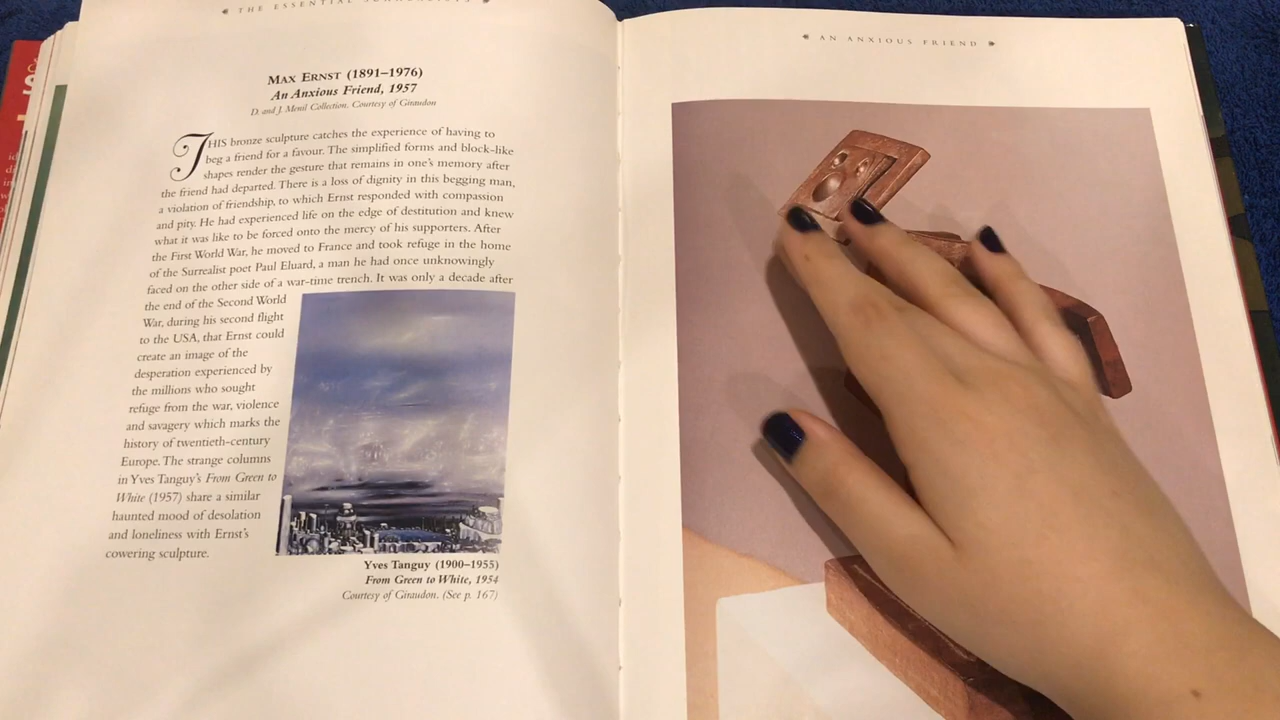 THE ESSENTIAL
AN ANXIOUS FRIEND
MAX ERNST (1891–1976)
An Anxious Friend, 1957
D. and J. Menil Collection. Courtesy of Giraudon
THIS bronze sculpture catches the experience of having to
beg a friend for a favour. The simplified forms and block-like
shapes render the gesture that remains in one's memory after
the friend had departed. There is a loss of dignity in this begging man,
a violation of friendship, to which Ernst responded with compassion
and pity. He had experienced life on the edge of destitution and knew
what it was like to be forced onto the mercy of his supporters. After
the First World War, he moved to France and took refuge in the home
of the Surrealist poet Paul Eluard, a man he had once unknowingly
faced on the other side of a war-time trench. It was only a decade after
the end of the Second World
War, during his second flight
to the USA, that Ernst could
create an image of the
desperation experienced by
the millions who sought
refuge from the war, violence
and savagery which marks the
history of twentieth-century
Europe. The strange columns
in Yves Tanguy's From Green to
White (1957) share a similar
haunted mood of desolation
and loneliness with Ernst's
cowering sculpture.
Yves Tanguy (1900–1955)
From Green to White, 1954
Courtesy of Giraudon. (See p. 167)